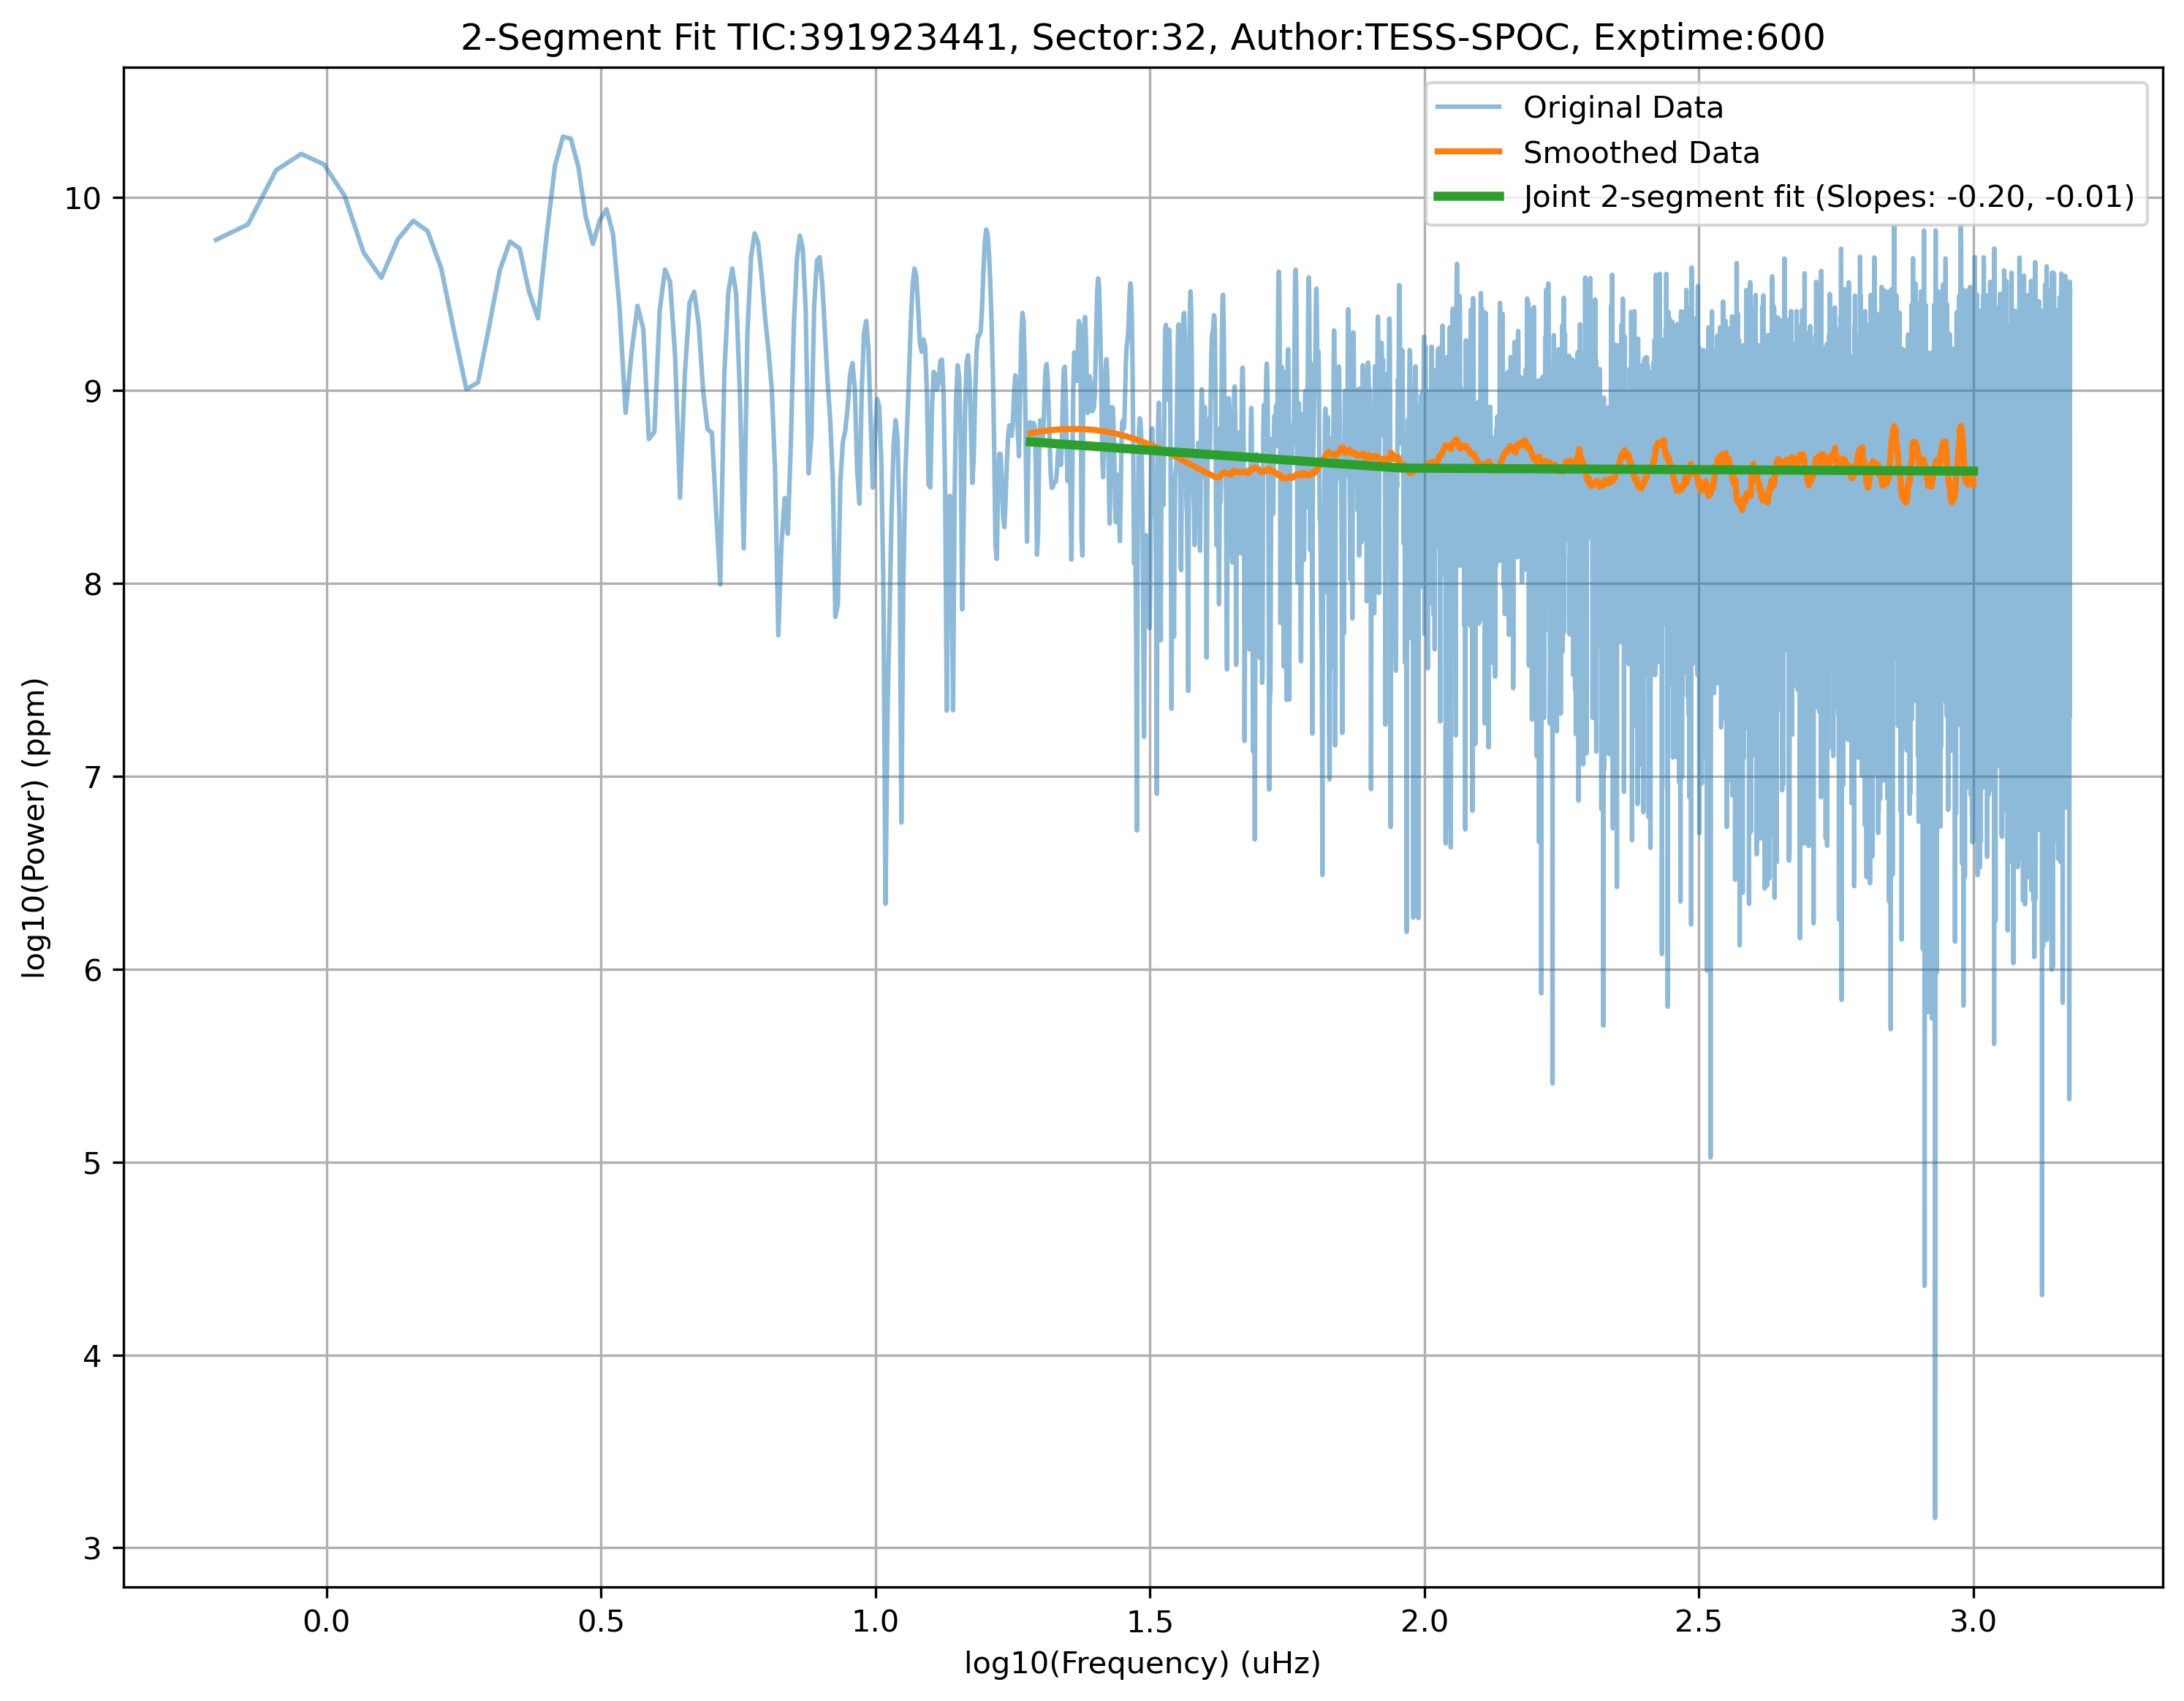 2-Segment Fit TIC:391923441, Sector:32, Author:TESS-SPOC, Exptime:600
Original Data
Smoothed Data
Joint 2-segment fit (Slopes: -0.20, -0.01)
10
9
8
7
6
5
4
3
log10(Power) (ppm)
0.0 0.5 1.0 1.5 2.0 2.5 3.0
log10(Frequency) (uHz)